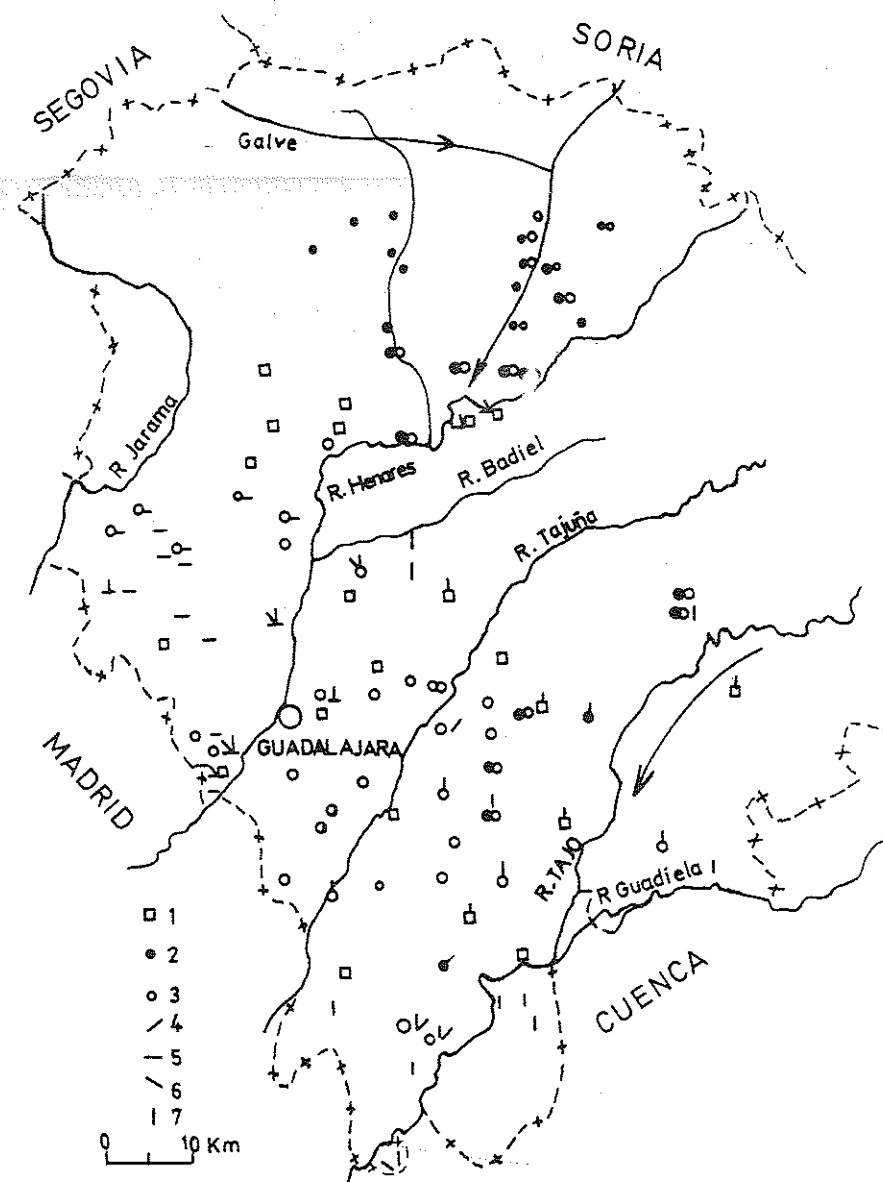 SEGOVIA
SORIA
Galve
R. Jarama
R. Henares
R. Badiel
R. Tajuña
MADRID
GUADALAJARA
R. TAJO
R Guadiela
CUENCA
1
2
3
4
5
6
7
0 10 Km